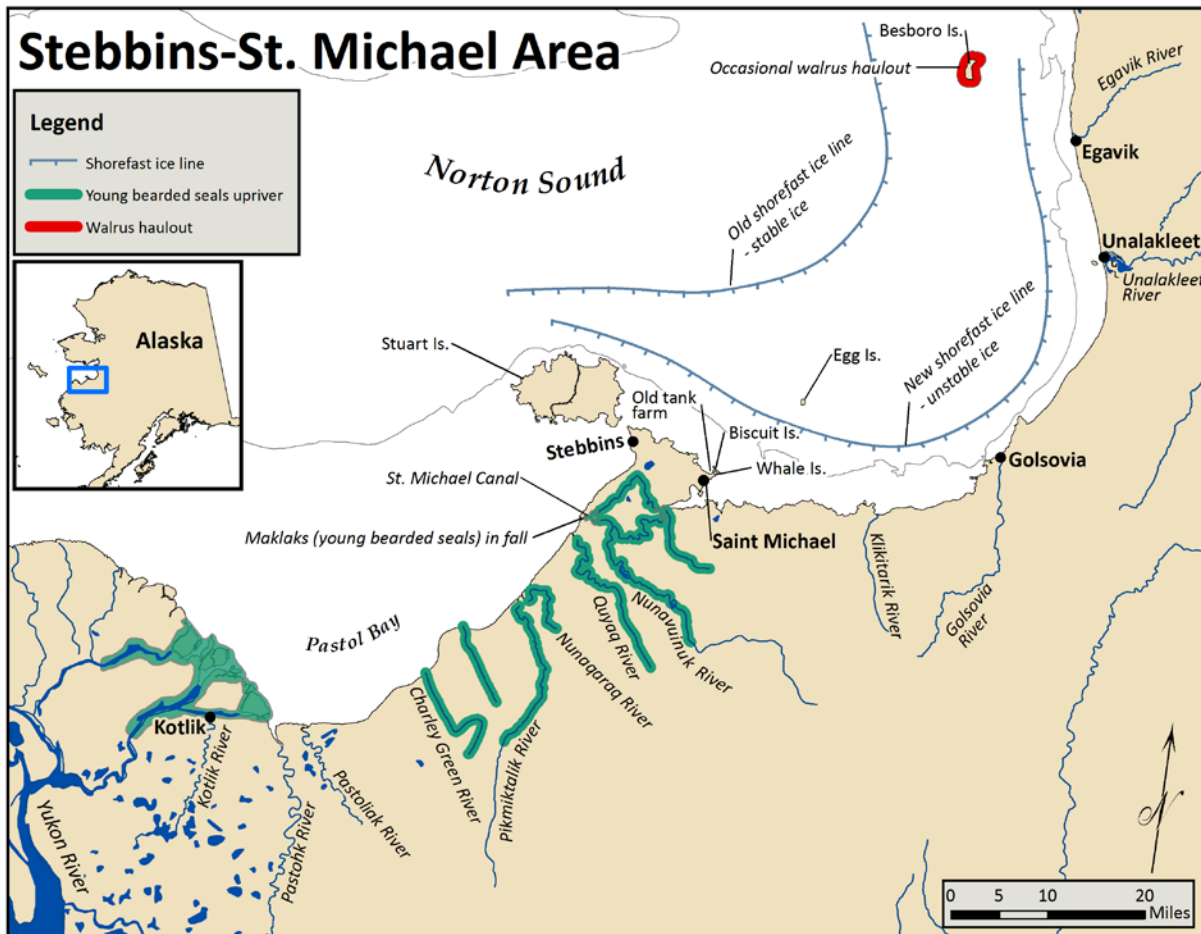 Stebbins-St. Michael Area
Legend
Shorefast ice line
Young bearded seals upriver
Walrus haulout
Alaska
Norton Sound
Besboro Is.
Occasional walrus haulout
Egavik River
Egavik
Old shorefast ice line
- stable ice
Unalakleet
Unalakleet
River
New shorefast ice line
- unstable ice
Stuart Is.
Egg Is.
Old tank
farm
Biscuit Is.
Stebbins
Whale Is.
Golsovia
St. Michael Canal
Maklaks (young bearded seals) in fall
Saint Michael
Klikitarik River
Golsovia
River
Pastol Bay
Nunavuinuk River
Quyaq River
Nunaqaraq River
Pikmiktalik River
Charley Green River
Kotlik
Kotlik River
Pastoliak River
Pastohk River
Yukon River
N
0 5 10 20
Miles